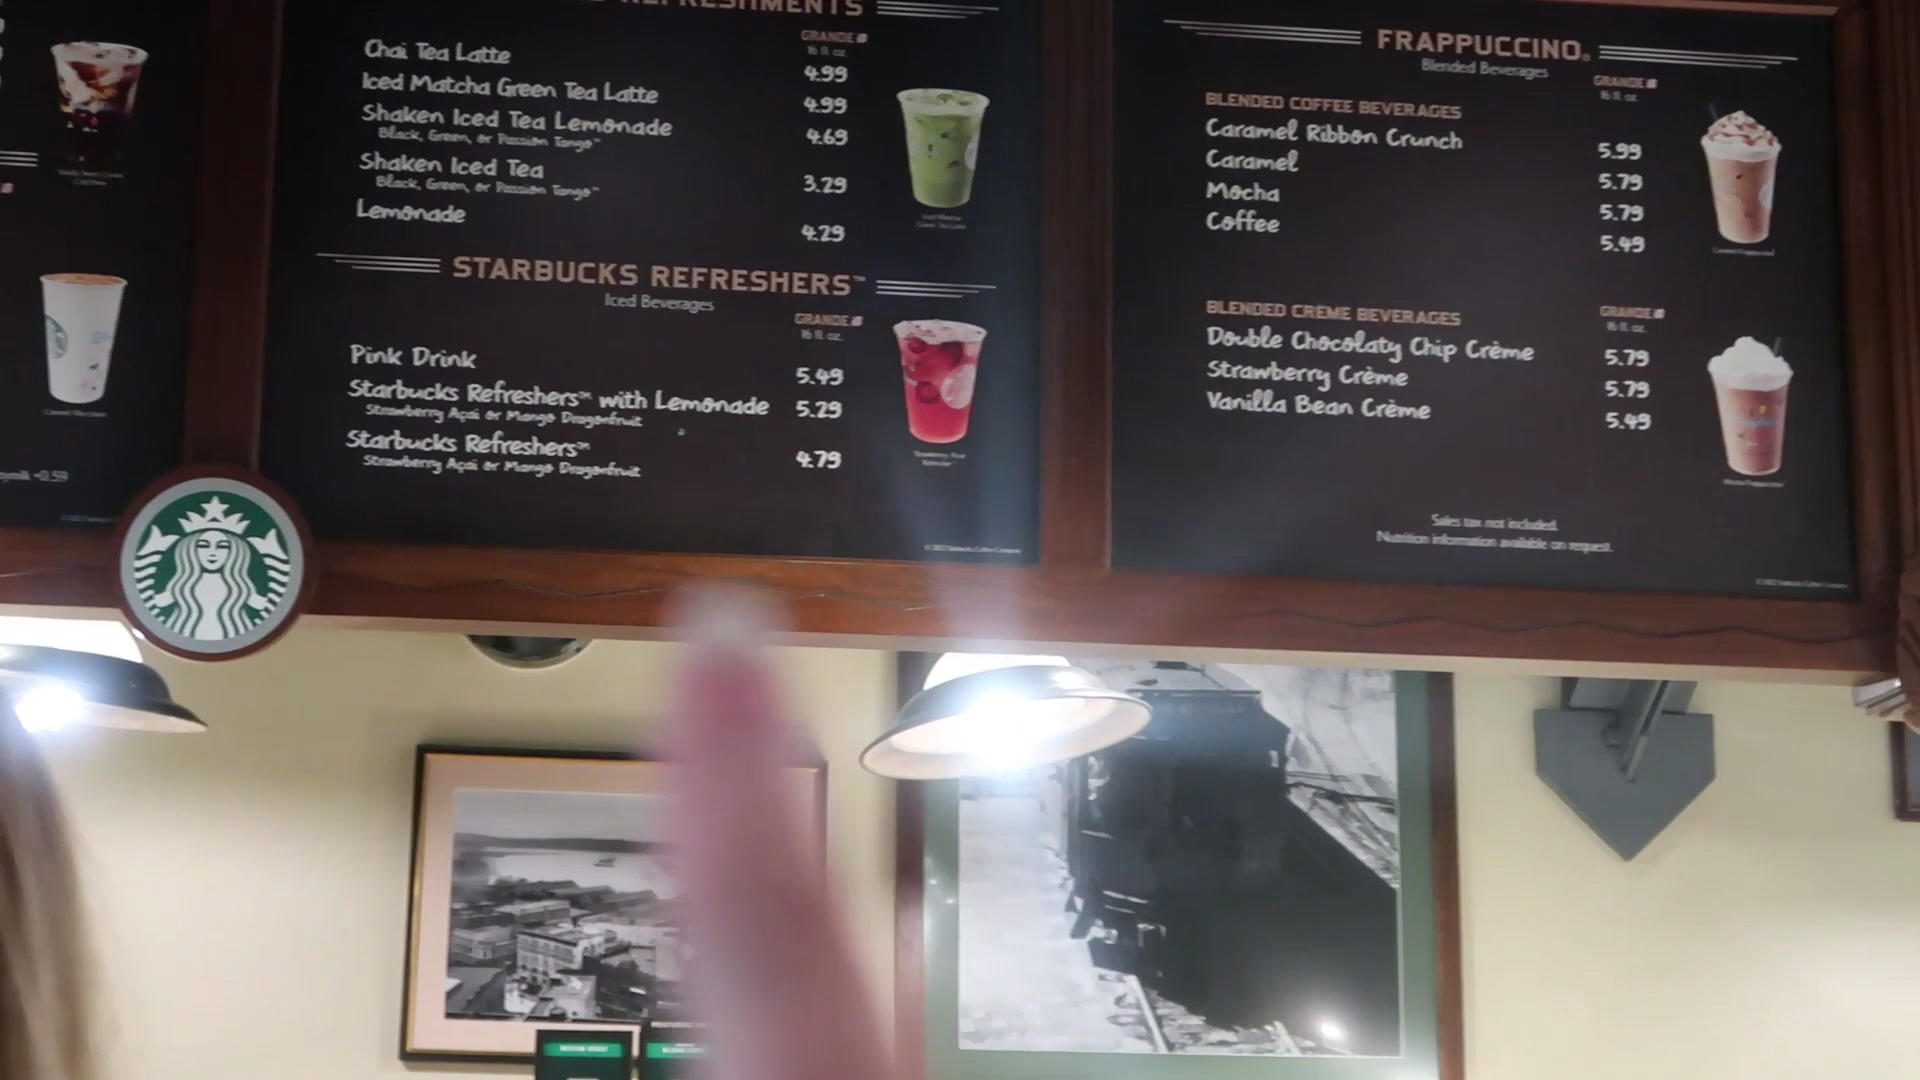 REFRESHMENTS
GRANDE
16 fl. oz.
Chai Tea Latte 4.99
Iced Matcha Green Tea Latte 4.99
Shaken Iced Tea Lemonade 4.69
Black, Green, or Passion Tango™
Shaken Iced Tea 3.29
Black, Green, or Passion Tango™
Lemonade 4.29
STARBUCKS REFRESHERS™
Iced Beverages
GRANDE
16 fl. oz.
Pink Drink 5.49
Starbucks Refreshers™ with Lemonade 5.29
Strawberry Açai or Mango Dragonfruit
Starbucks Refreshers™ 4.79
Strawberry Açai or Mango Dragonfruit
FRAPPUCCINO®
Blended Beverages
GRANDE
16 fl. oz.
BLENDED COFFEE BEVERAGES
Caramel Ribbon Crunch 5.99
Caramel 5.79
Mocha 5.79
Coffee 5.49
BLENDED CRÈME BEVERAGES
GRANDE
16 fl. oz.
Double Chocolaty Chip Crème 5.79
Strawberry Crème 5.79
Vanilla Bean Crème 5.49
Sales tax not included.
Nutrition information available on request.